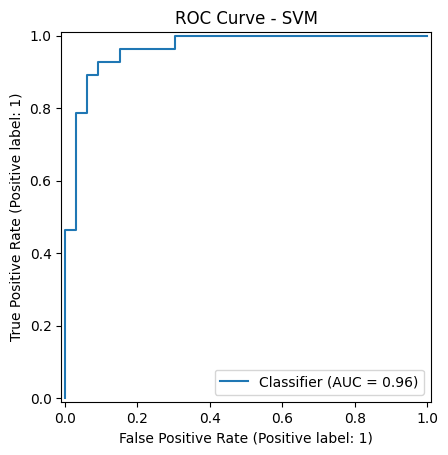 ROC Curve - SVM
True Positive Rate (Positive label: 1)
1.0
0.8
0.6
0.4
0.2
0.0
Classifier (AUC = 0.96)
0.0 0.2 0.4 0.6 0.8 1.0
False Positive Rate (Positive label: 1)